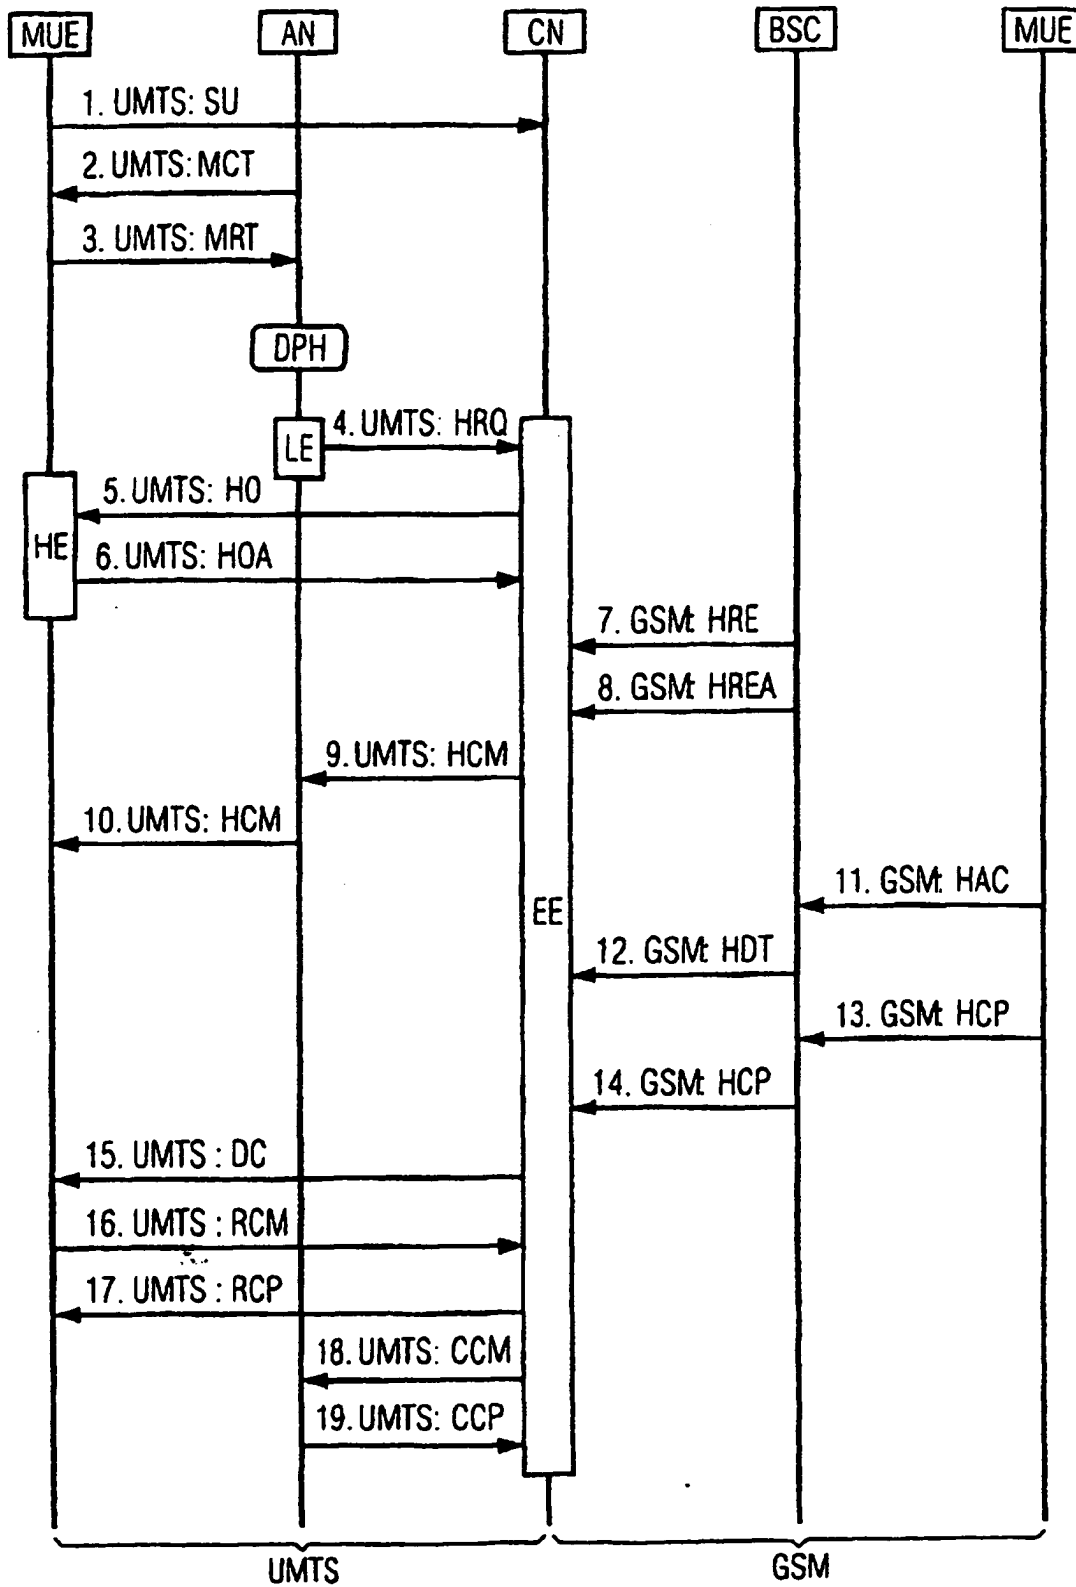 MUE AN CN BSC MUE
1. UMTS: SU
2. UMTS: MCT
3. UMTS: MRT
DPH
LE
4. UMTS: HRQ
5. UMTS: HO
HE
6. UMTS: HOA
7. GSM: HRE
8. GSM: HREA
9. UMTS: HCM
10. UMTS: HCM
11. GSM: HAC
EE
12. GSM: HDT
13. GSM: HCP
14. GSM: HCP
15. UMTS : DC
16. UMTS : RCM
17. UMTS : RCP
18. UMTS: CCM
19. UMTS: CCP
UMTS GSM